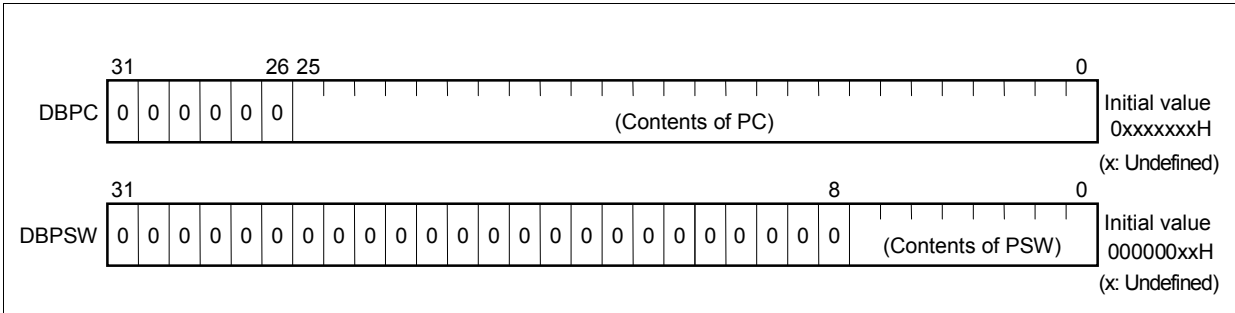 31 26 25 0
DBPC 0 0 0 0 0 0 (Contents of PC) Initial value
0xxxxxxxH
(x: Undefined)
31 8 0
DBPSW 0 0 0 0 0 0 0 0 0 0 0 0 0 0 0 0 0 0 0 0 0 0 0 0 (Contents of PSW) Initial value
000000xxH
(x: Undefined)